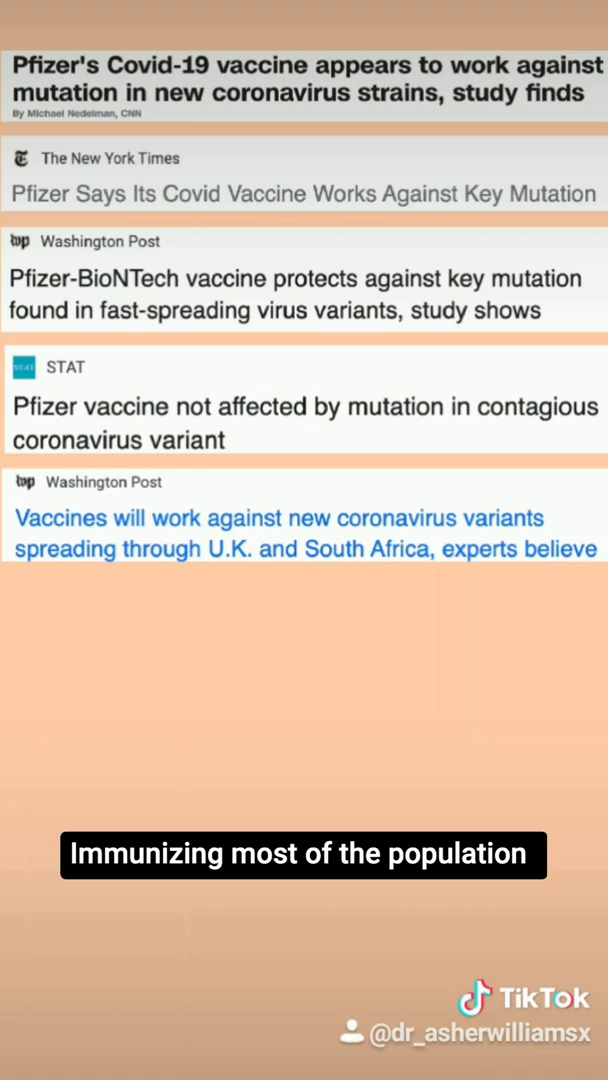 Pfizer's Covid-19 vaccine appears to work against
mutation in new coronavirus strains, study finds
By Michael Nedelman, CNN
The New York Times
Pfizer Says Its Covid Vaccine Works Against Key Mutation
wp Washington Post
Pfizer-BioNTech vaccine protects against key mutation
found in fast-spreading virus variants, study shows
STAT STAT
Pfizer vaccine not affected by mutation in contagious
coronavirus variant
wp Washington Post
Vaccines will work against new coronavirus variants
spreading through U.K. and South Africa, experts believe
Immunizing most of the population
TikTok
@dr_asherwilliamsx